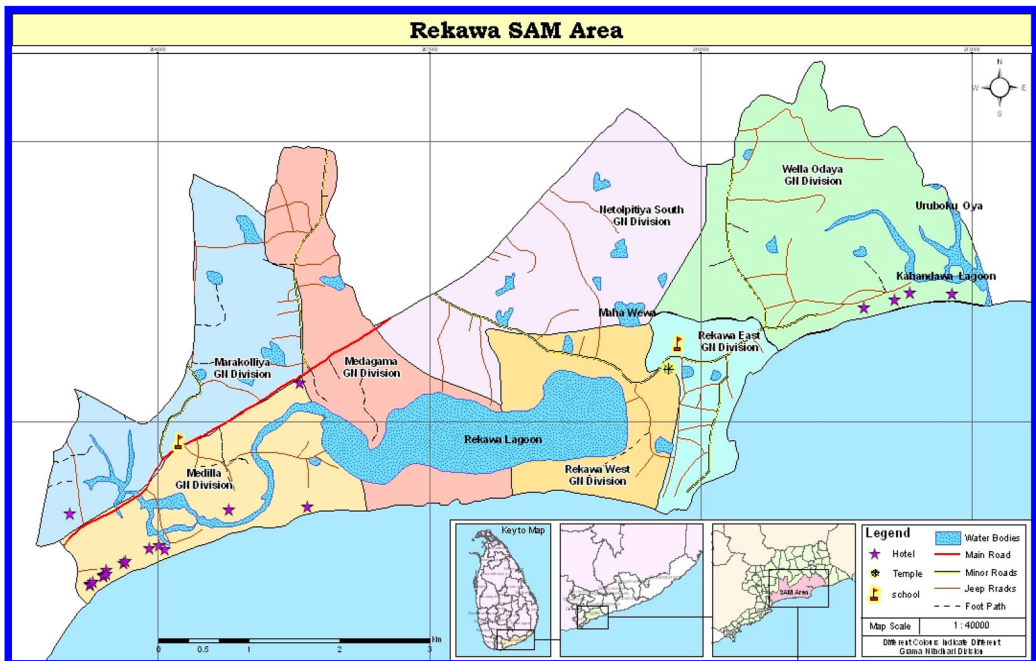 Rekawa SAM Area
N
W
E
S
Wella Odaya
GN Division
Netolpitiya South
GN Division
Uruboku Oya
Kahandawa Lagoon
Maha Wewa
Rekawa East
GN Division
Marakolliya
GN Division
Medagama
GN Division
Rekawa Lagoon
Medilla
GN Division
Rekawa West
GN Division
Key to Map
SAM Area
Legend
Hotel
Temple
school
Water Bodies
Main Road
Minor Roads
Jeep Rracks
Foot Path
Map Scale
1 : 40000
Different Colours Indicate Different
Grama Niladhari Division
0
0.5
1
2
3
Km